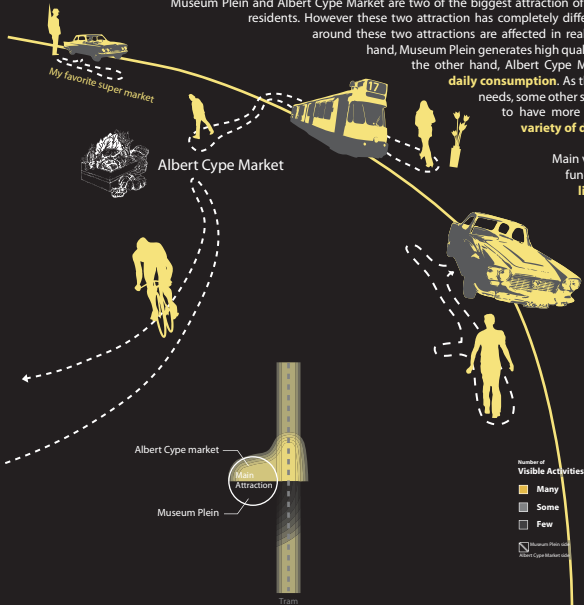 Museum Plein and Albert Cype Market are two of the biggest attraction of
residents. However these two attraction has completely diffe
around these two attractions are affected in real
hand, Museum Plein generates high qual
the other hand, Albert Cype M
daily consumption. As t
needs, some other s
to have more
variety of d
Main v
fun
li
My favorite super market
17
Albert Cype Market
Albert Cype market
Main
Attraction
Museum Plein
Tram
Number of
Visible Activities
Many
Some
Few
Museum Plein side
Albert Cype Market side